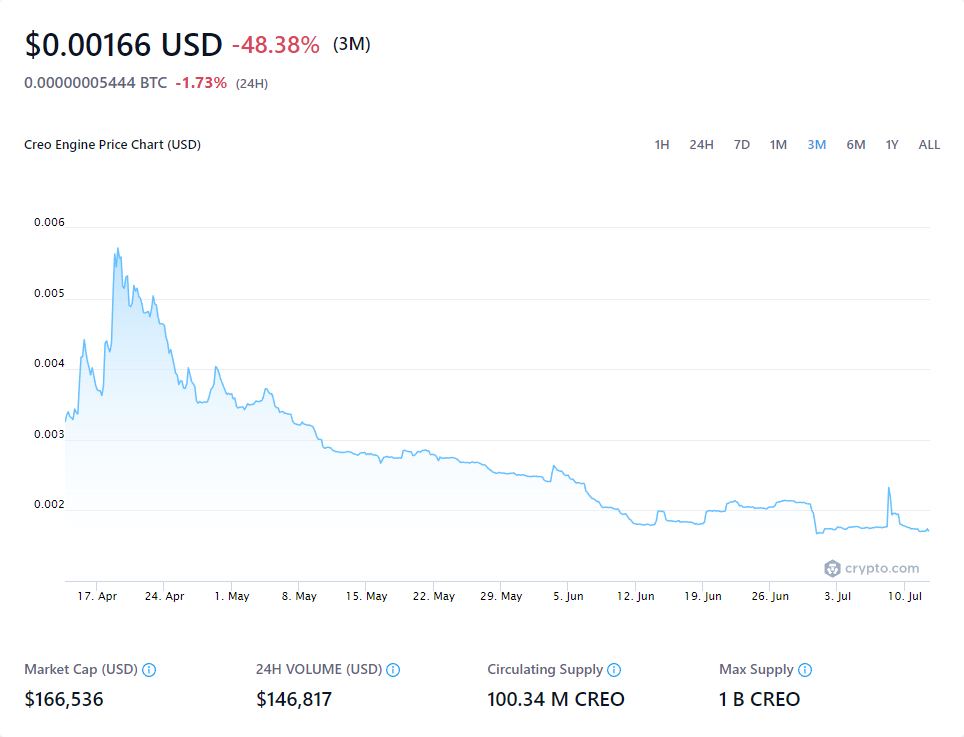 $0.00166 USD -48.38% (3M)
0.00000005444 BTC -1.73% (24H)
Creo Engine Price Chart (USD)
1H 24H 7D 1M 3M 6M 1Y ALL
0.006
0.005
0.004
0.003
0.002
crypto.com
17. Apr 24. Apr 1. May 8. May 15. May 22. May 29. May 5. Jun 12. Jun 19. Jun 26. Jun 3. Jul 10. Jul
Market Cap (USD) 24H VOLUME (USD) Circulating Supply Max Supply
$166,536 $146,817 100.34 M CREO 1 B CREO